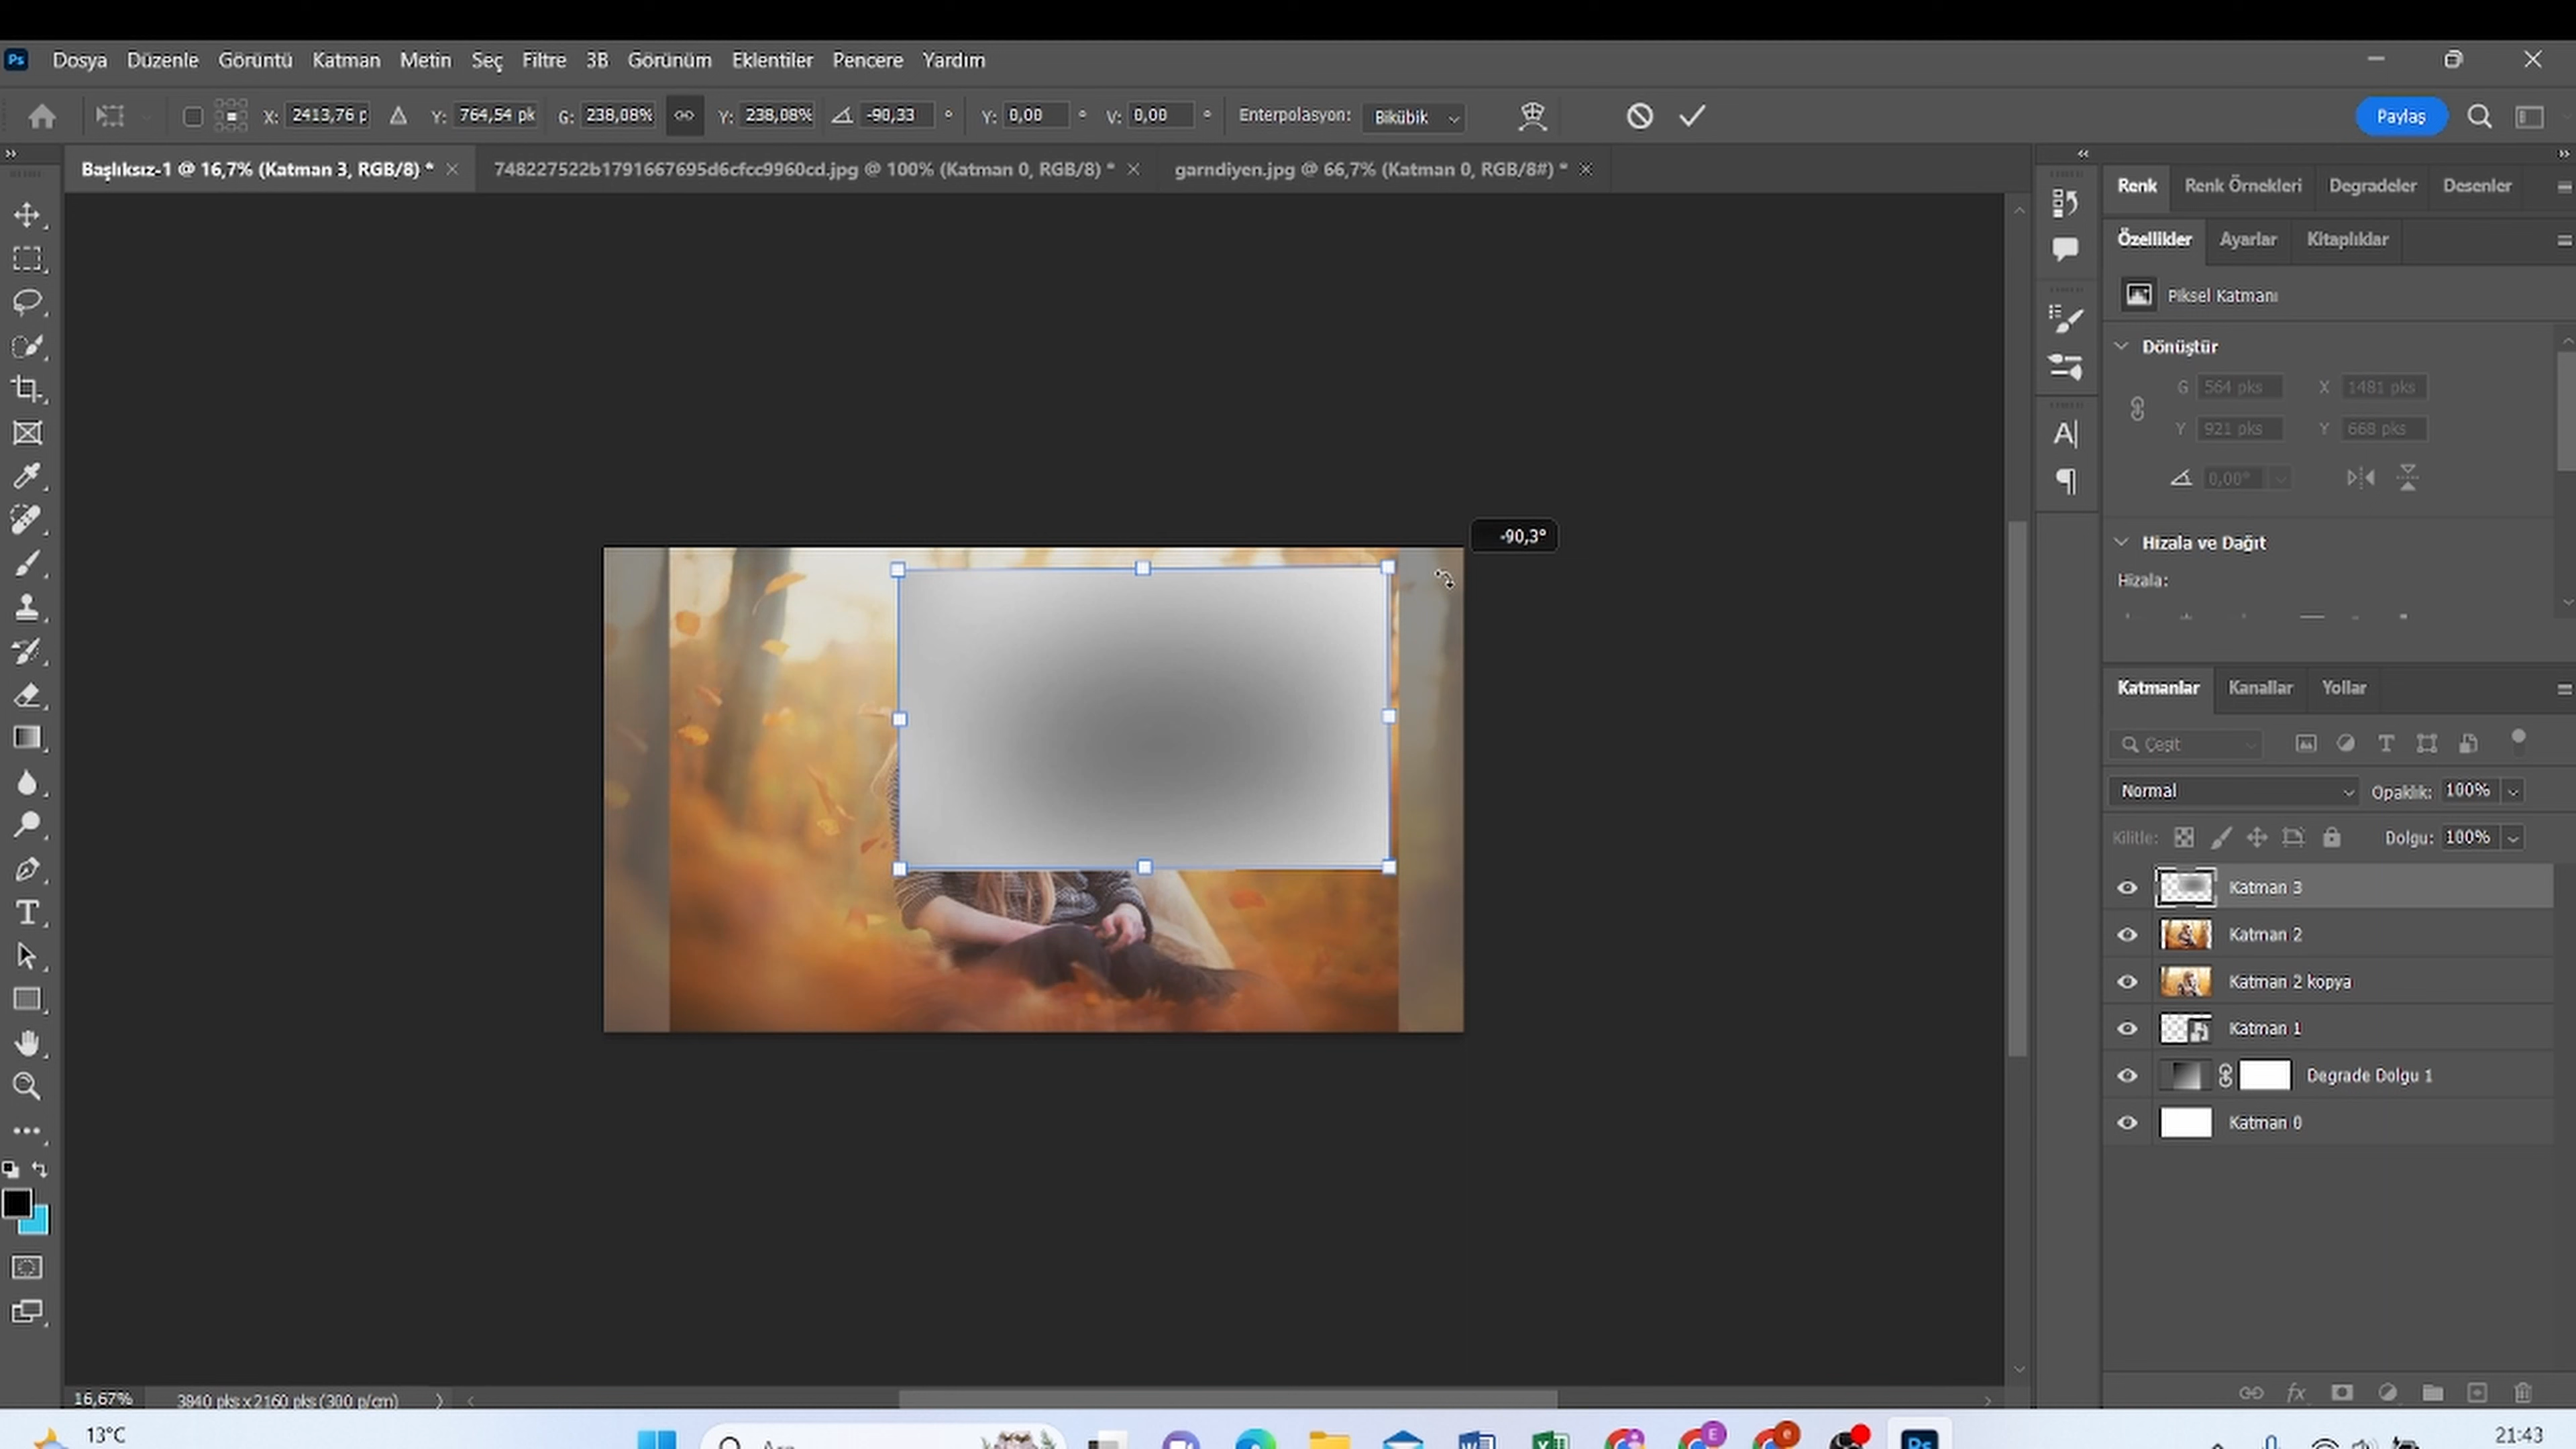 Ps Dosya Düzenle Görüntü Katman Metin Seç Filtre 3B Görünüm Eklentiler Pencere Yardım
X: 2413,76 p Y: 764,54 pk G: 238,08% Y: 238,08% -90,33 ° Y: 0,00 ° V: 0,00 ° Enterpolasyon: Bikübik Paylaş
Başlıksız-1 @ 16,7% (Katman 3, RGB/8) * 748227522b1791667695d6cfcc9960cd.jpg @ 100% (Katman 0, RGB/8) * garndiyen.jpg @ 66,7% (Katman 0, RGB/8#) *
Renk Renk Örnekleri Degradeler Desenler
Özellikler Ayarlar Kitaplıklar
Piksel Katmanı
Dönüştür
G 564 pks X 1481 pks
Y 921 pks Y 668 pks
0,00°
-90,3°
Hizala ve Dağıt
Hizala:
Katmanlar Kanallar Yollar
Çeşit
Normal Opaklık: 100%
Kilitle: Dolgu: 100%
Katman 3
Katman 2
Katman 2 kopya
Katman 1
Degrade Dolgu 1
Katman 0
16,67% 3840 pks x 2160 pks (300 p/cm)
13°C
21:43